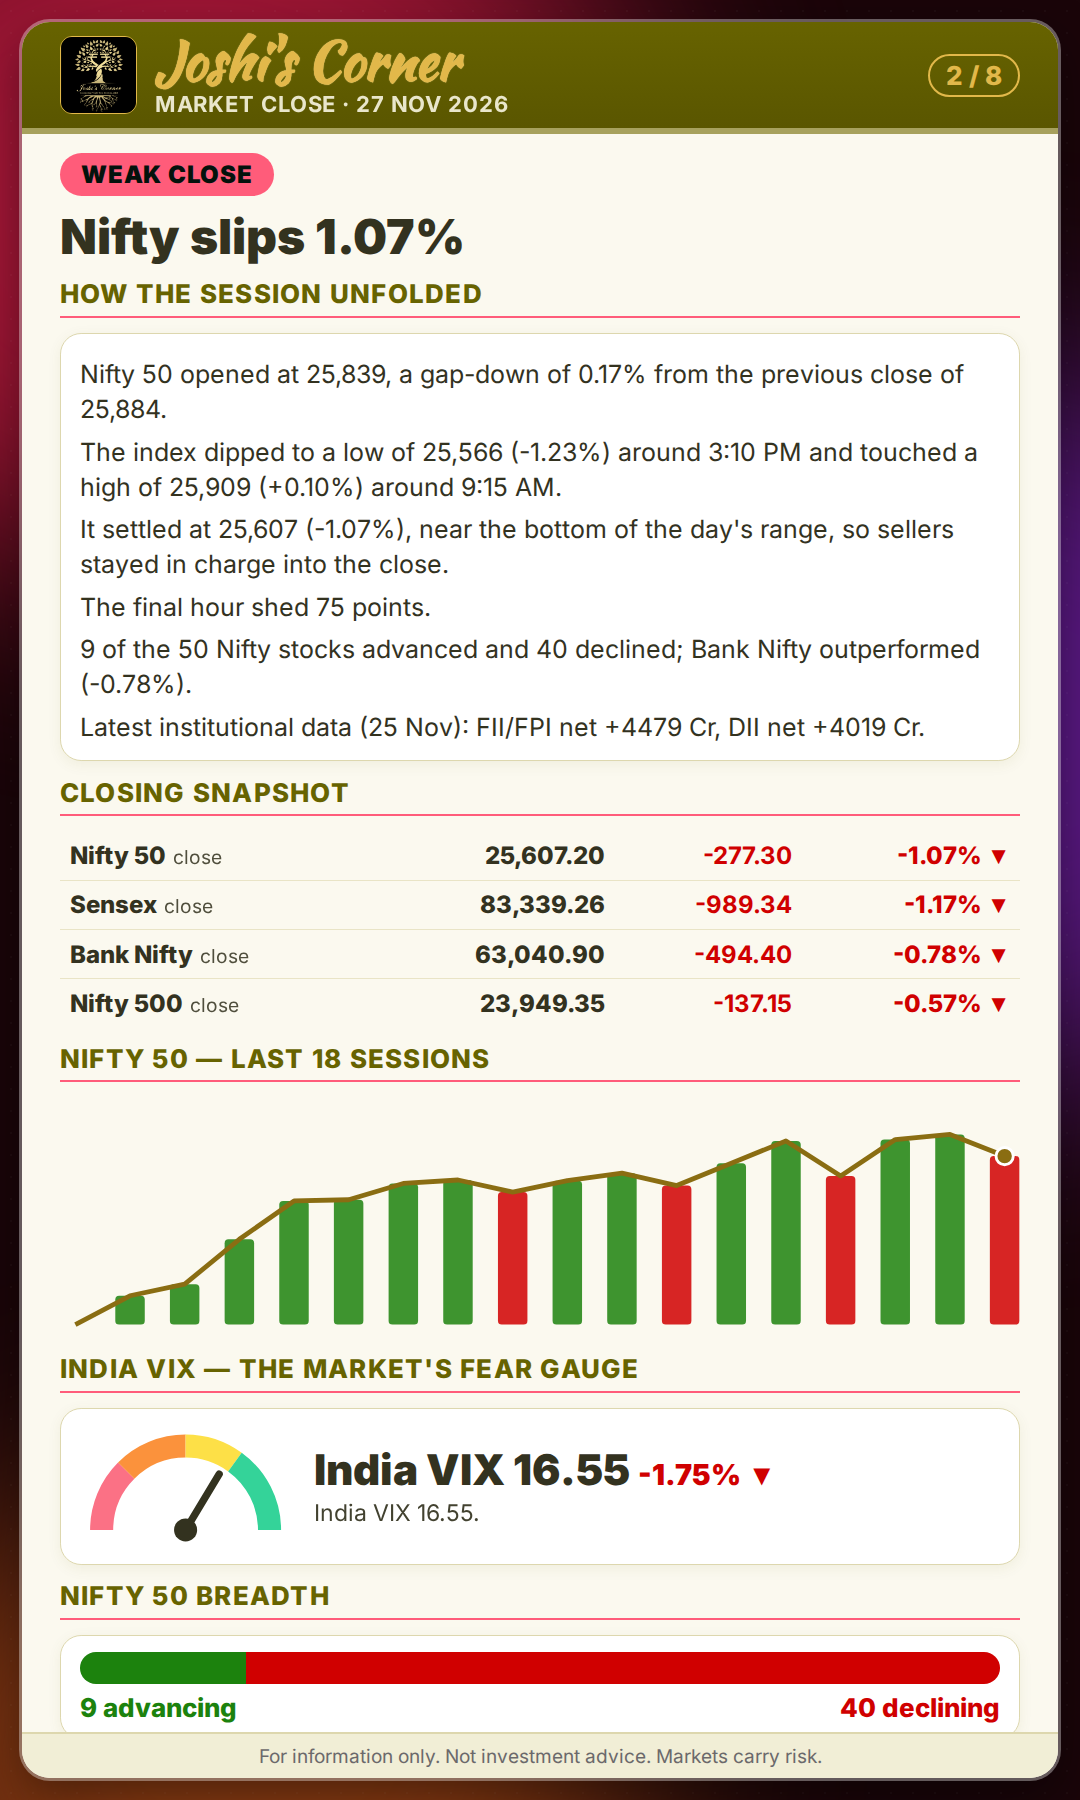 Joshi's Corner
Joshi's Corner
MARKET CLOSE · 27 NOV 2026
2 / 8
WEAK CLOSE
Nifty slips 1.07%
HOW THE SESSION UNFOLDED
Nifty 50 opened at 25,839, a gap-down of 0.17% from the previous close of
25,884.
The index dipped to a low of 25,566 (-1.23%) around 3:10 PM and touched a
high of 25,909 (+0.10%) around 9:15 AM.
It settled at 25,607 (-1.07%), near the bottom of the day's range, so sellers
stayed in charge into the close.
The final hour shed 75 points.
9 of the 50 Nifty stocks advanced and 40 declined; Bank Nifty outperformed
(-0.78%).
Latest institutional data (25 Nov): FII/FPI net +4479 Cr, DII net +4019 Cr.
CLOSING SNAPSHOT
Nifty 50 close 25,607.20 -277.30 -1.07% ▼
Sensex close 83,339.26 -989.34 -1.17% ▼
Bank Nifty close 63,040.90 -494.40 -0.78% ▼
Nifty 500 close 23,949.35 -137.15 -0.57% ▼
NIFTY 50 — LAST 18 SESSIONS
INDIA VIX — THE MARKET'S FEAR GAUGE
India VIX 16.55 -1.75% ▼
India VIX 16.55.
NIFTY 50 BREADTH
9 advancing 40 declining
For information only. Not investment advice. Markets carry risk.